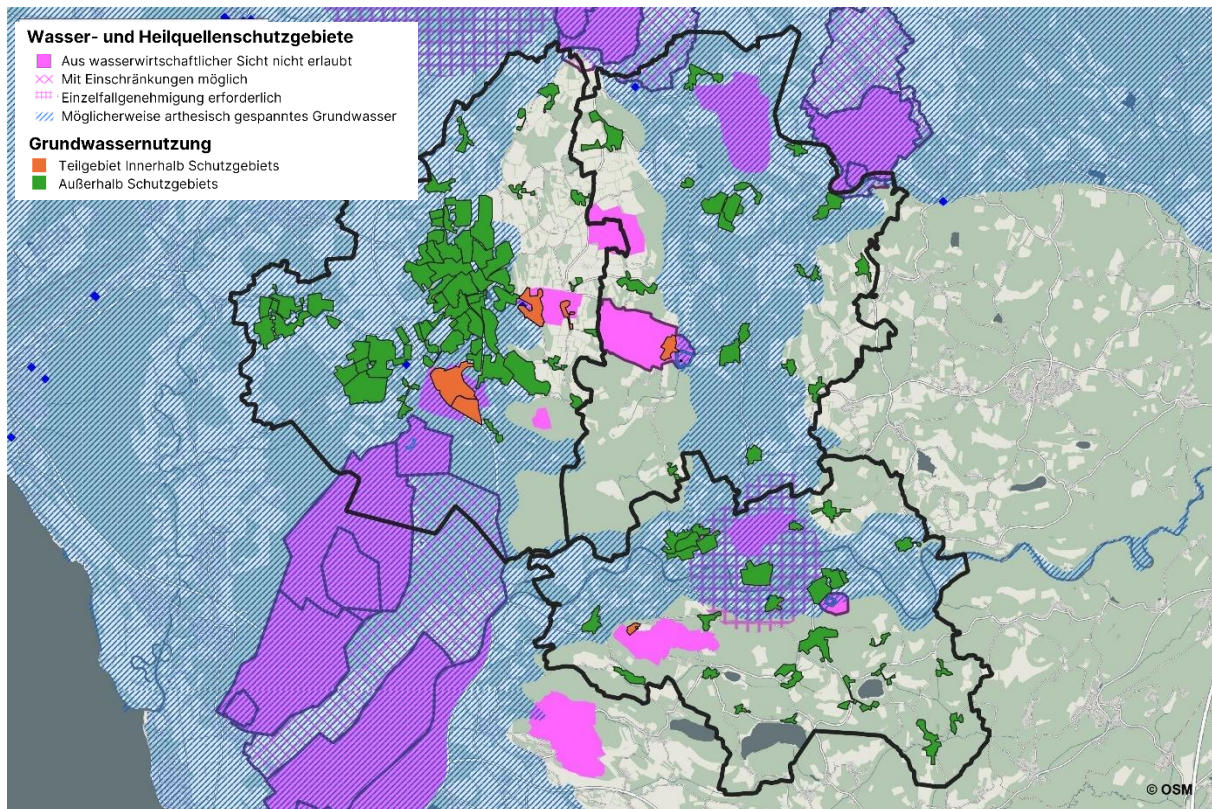 Wasser- und Heilquellenschutzgebiete
Aus wasserwirtschaftlicher Sicht nicht erlaubt
Mit Einschränkungen möglich
Einzelfallgenehmigung erforderlich
Möglicherweise arthesisch gespanntes Grundwasser
Grundwassernutzung
Teilgebiet Innerhalb Schutzgebiets
Außerhalb Schutzgebiets
© OSM